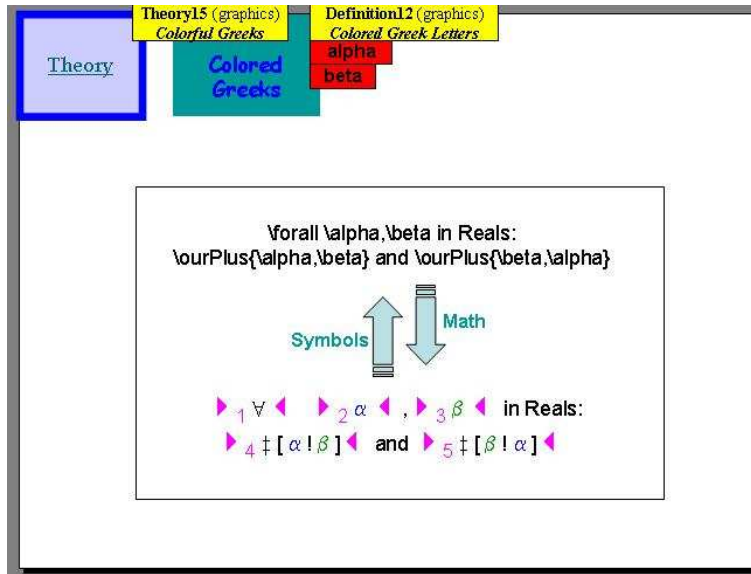 Theory15 (graphics)
Colorful Greeks
Definition12 (graphics)
Colored Greek Letters
Theory
Colored
Greeks
alpha
beta
\forall \alpha,\beta in Reals:
\ourPlus{\alpha,\beta} and \ourPlus{\beta,\alpha}
Symbols
Math
1 ∀ 2 α , 3 β in Reals:
4 ‡ [ α ! β ] and 5 ‡ [ β ! α ]